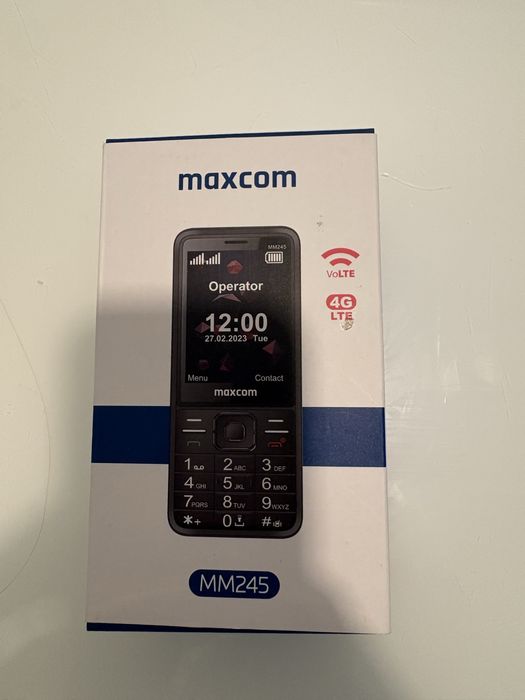 maxcom
MM245
VoLTE
Operator
4G
LTE
12:00
27.02.2023 Tue
Menu Contact
maxcom
1 2 ABC 3 DEF
4 GHI 5 JKL 6 MNO
7 PQRS 8 TUV 9 WXYZ
*+ 0 #
MM245